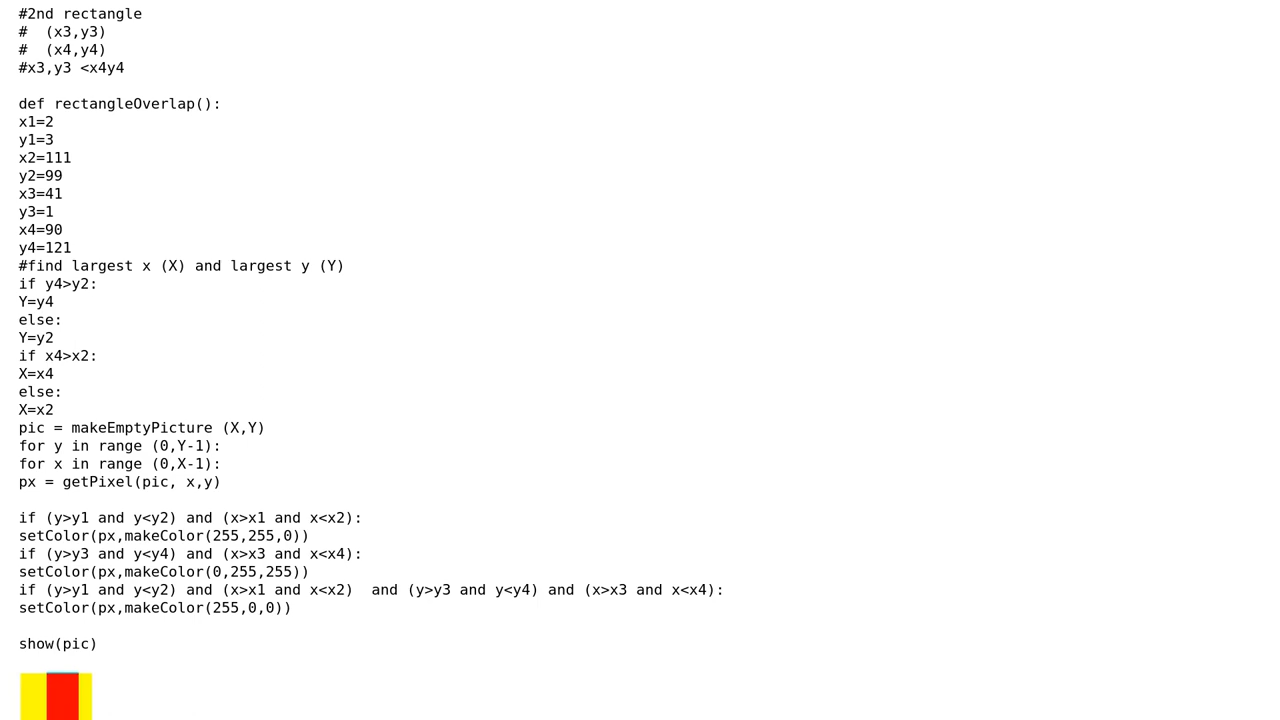 #2nd rectangle
#  (x3,y3)
#  (x4,y4)
#x3,y3 <x4y4
def rectangleOverlap():
x1=2
y1=3
x2=111
y2=99
x3=41
y3=1
x4=90
y4=121
#find largest x (X) and largest y (Y)
if y4>y2:
Y=y4
else:
Y=y2
if x4>x2:
X=x4
else:
X=x2
pic = makeEmptyPicture (X,Y)
for y in range (0,Y-1):
for x in range (0,X-1):
px = getPixel(pic, x,y)
if (y>y1 and y<y2) and (x>x1 and x<x2):
setColor(px,makeColor(255,255,0))
if (y>y3 and y<y4) and (x>x3 and x<x4):
setColor(px,makeColor(0,255,255))
if (y>y1 and y<y2) and (x>x1 and x<x2)  and (y>y3 and y<y4) and (x>x3 and x<x4):
setColor(px,makeColor(255,0,0))
show(pic)